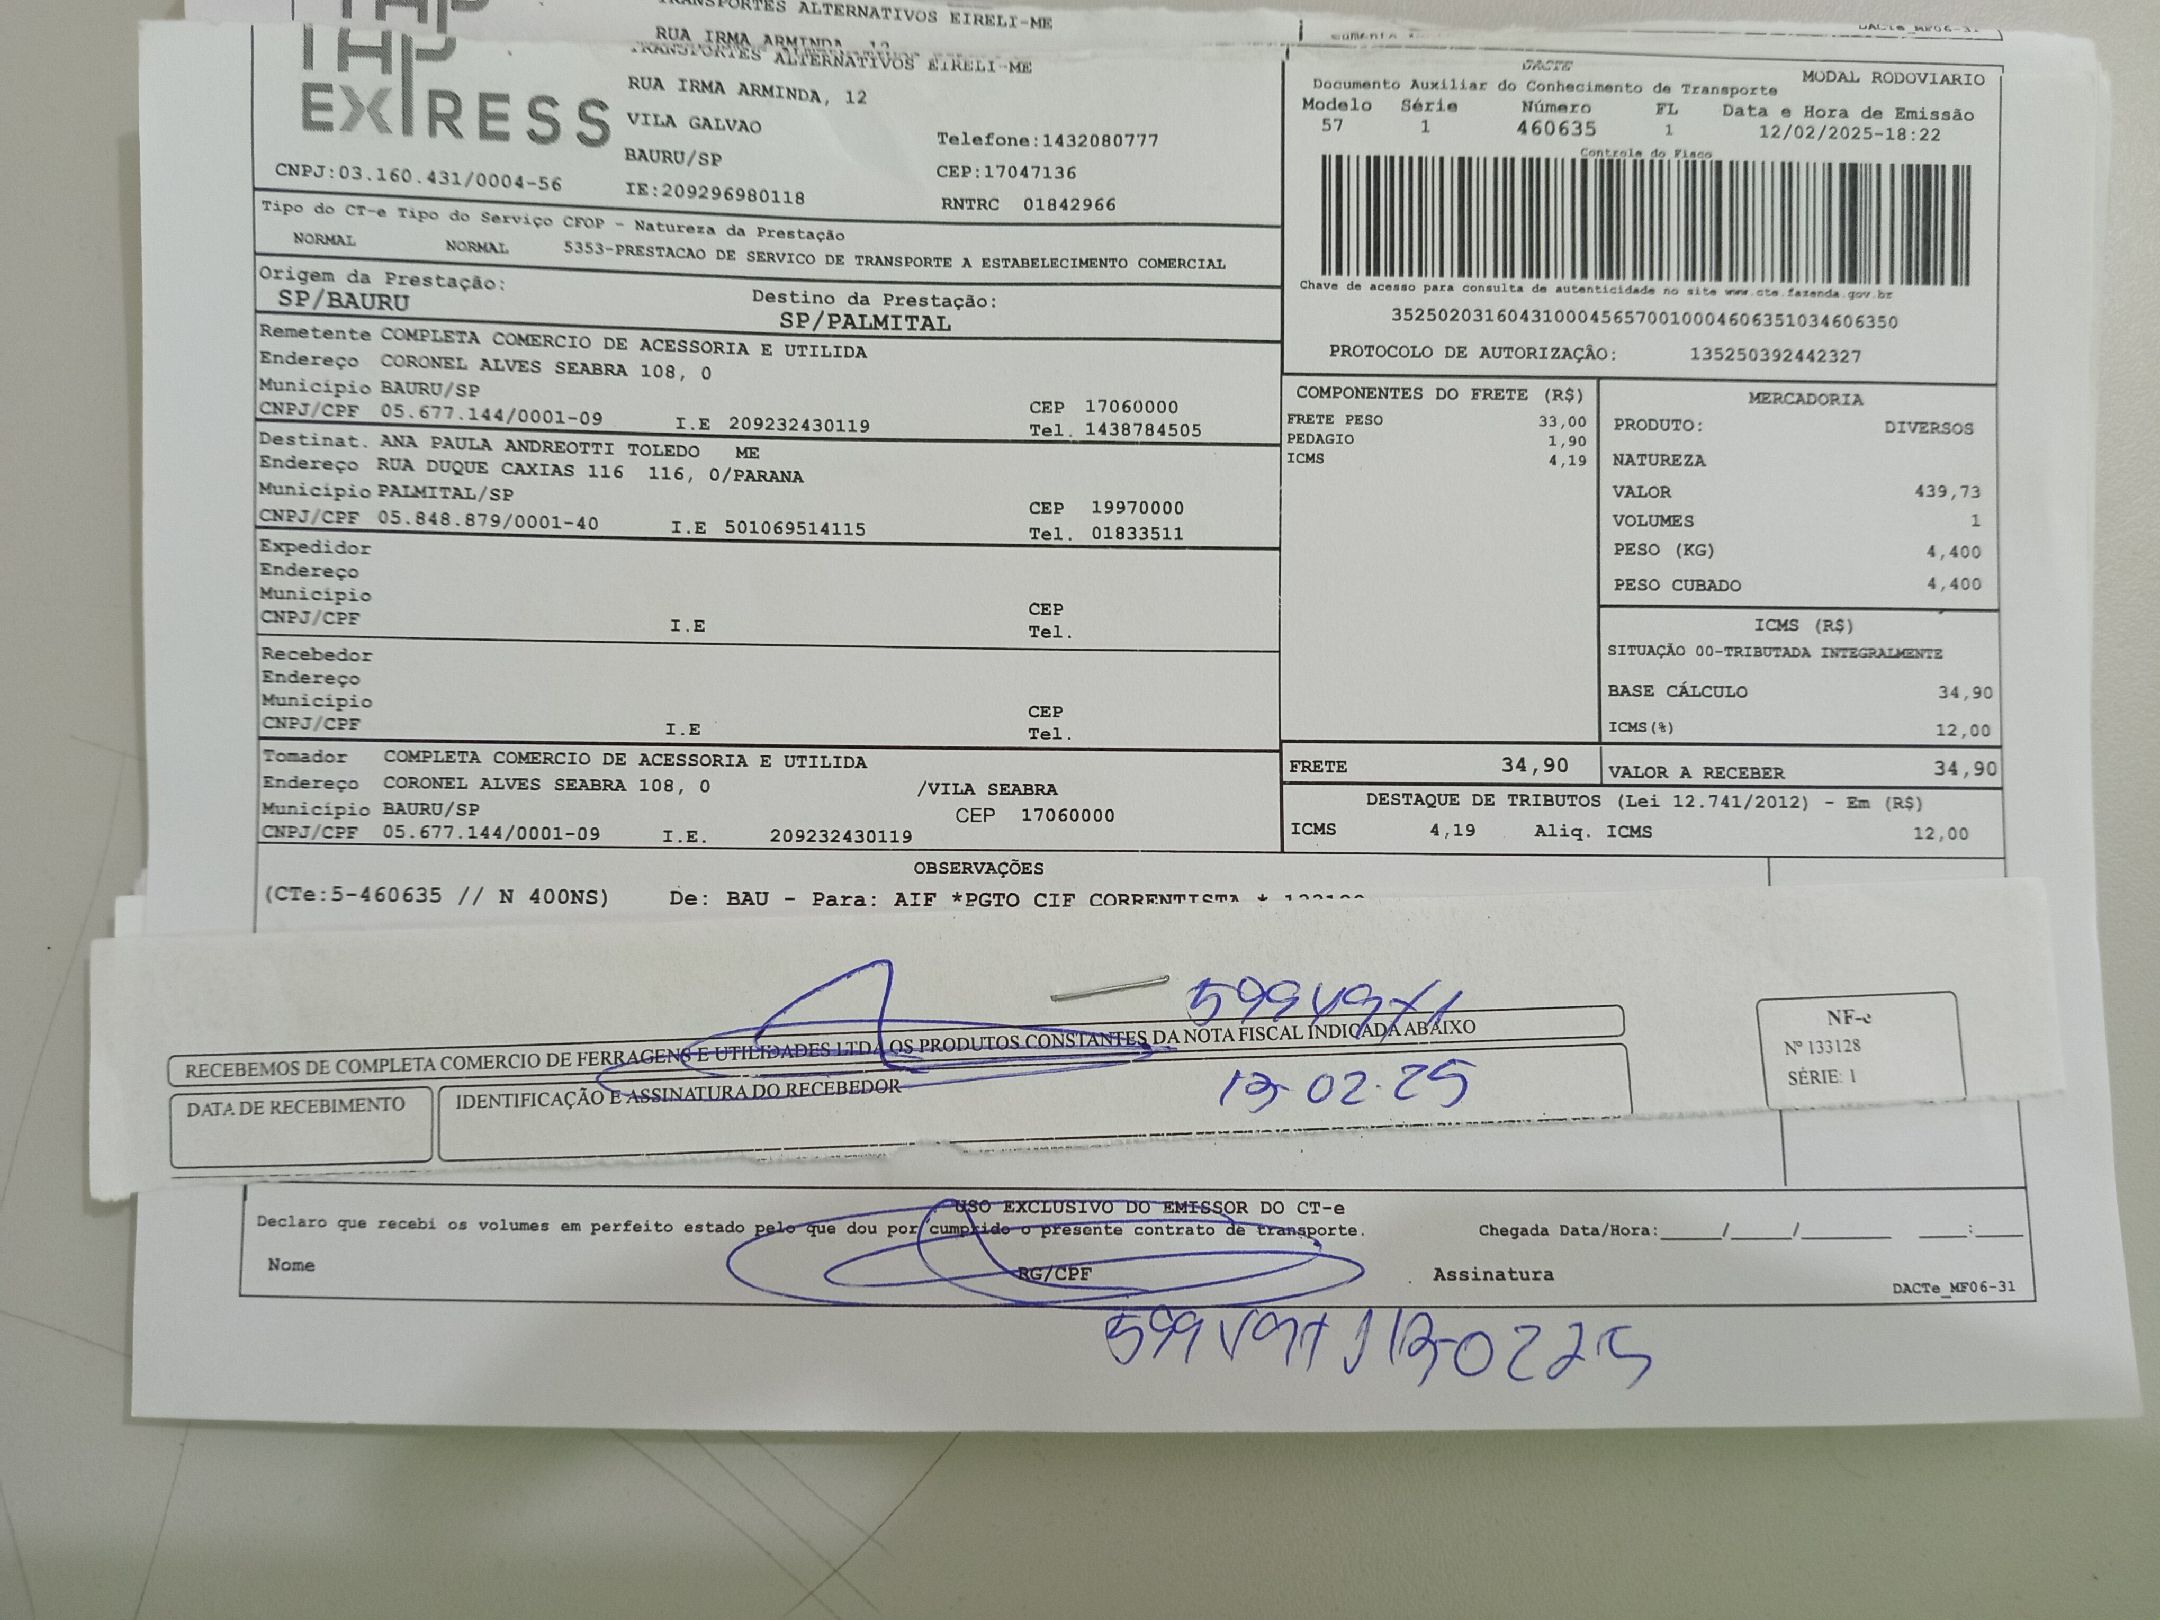 TRANSPORTES ALTERNATIVOS EIRELI-ME
RUA IRMA ARMINDA, 12
DACTe_MF06-31
TAP
EXPRESS
TRANSPORTES ALTERNATIVOS EIRELI-ME
RUA IRMA ARMINDA, 12
VILA GALVAO
Telefone:1432080777
BAURU/SP
CEP:17047136
CNPJ:03.160.431/0004-56
IE:209296980118
RNTRC 01842966
DACTE
MODAL RODOVIARIO
Documento Auxiliar do Conhecimento de Transporte
Modelo Série Número FL Data e Hora de Emissão
57 1 460635 1 12/02/2025-18:22
Controle do Fisco
Chave de acesso para consulta de autenticidade no site www.cte.fazenda.gov.br
35250203160431000456570010004606351034606350
PROTOCOLO DE AUTORIZAÇÃO: 135250392442327
Tipo do CT-e Tipo do Serviço CFOP - Natureza da Prestação
NORMAL NORMAL 5353-PRESTACAO DE SERVICO DE TRANSPORTE A ESTABELECIMENTO COMERCIAL
Origem da Prestação: Destino da Prestação:
SP/BAURU SP/PALMITAL
Remetente COMPLETA COMERCIO DE ACESSORIA E UTILIDA
Endereço CORONEL ALVES SEABRA 108, 0
Município BAURU/SP CEP 17060000
CNPJ/CPF 05.677.144/0001-09 I.E 209232430119 Tel. 1438784505
Destinat. ANA PAULA ANDREOTTI TOLEDO ME
Endereço RUA DUQUE CAXIAS 116 116, 0/PARANA
Município PALMITAL/SP CEP 19970000
CNPJ/CPF 05.848.879/0001-40 I.E 501069514115 Tel. 01833511
Expedidor
Endereço
Município CEP
CNPJ/CPF I.E Tel.
Recebedor
Endereço
Município CEP
CNPJ/CPF I.E Tel.
Tomador COMPLETA COMERCIO DE ACESSORIA E UTILIDA
Endereço CORONEL ALVES SEABRA 108, 0 /VILA SEABRA
Município BAURU/SP CEP 17060000
CNPJ/CPF 05.677.144/0001-09 I.E. 209232430119
COMPONENTES DO FRETE (R$)
FRETE PESO 33,00
PEDAGIO 1,90
ICMS 4,19
MERCADORIA
PRODUTO: DIVERSOS
NATUREZA
VALOR 439,73
VOLUMES 1
PESO (KG) 4,400
PESO CUBADO 4,400
ICMS (R$)
SITUAÇÃO 00-TRIBUTADA INTEGRALMENTE
BASE CÁLCULO 34,90
ICMS(%) 12,00
FRETE 34,90 VALOR A RECEBER 34,90
DESTAQUE DE TRIBUTOS (Lei 12.741/2012) - Em (R$)
ICMS 4,19 Aliq. ICMS 12,00
OBSERVAÇÕES
(CTe:5-460635 // N 400NS) De: BAU - Para: AIF *PGTO CIF CORRENTISTA *
RECEBEMOS DE COMPLETA COMERCIO DE FERRAGENS E UTILIDADES LTDA OS PRODUTOS CONSTANTES DA NOTA FISCAL INDICADA ABAIXO
DATA DE RECEBIMENTO
IDENTIFICAÇÃO E ASSINATURA DO RECEBEDOR
13-02-25
NF-e
Nº 133128
SÉRIE: 1
USO EXCLUSIVO DO EMISSOR DO CT-e
Declaro que recebi os volumes em perfeito estado pelo que dou por cumprido o presente contrato de transporte. Chegada Data/Hora:_____/_____/_______ ____:____
Nome RG/CPF Assinatura
DACTe_MF06-31